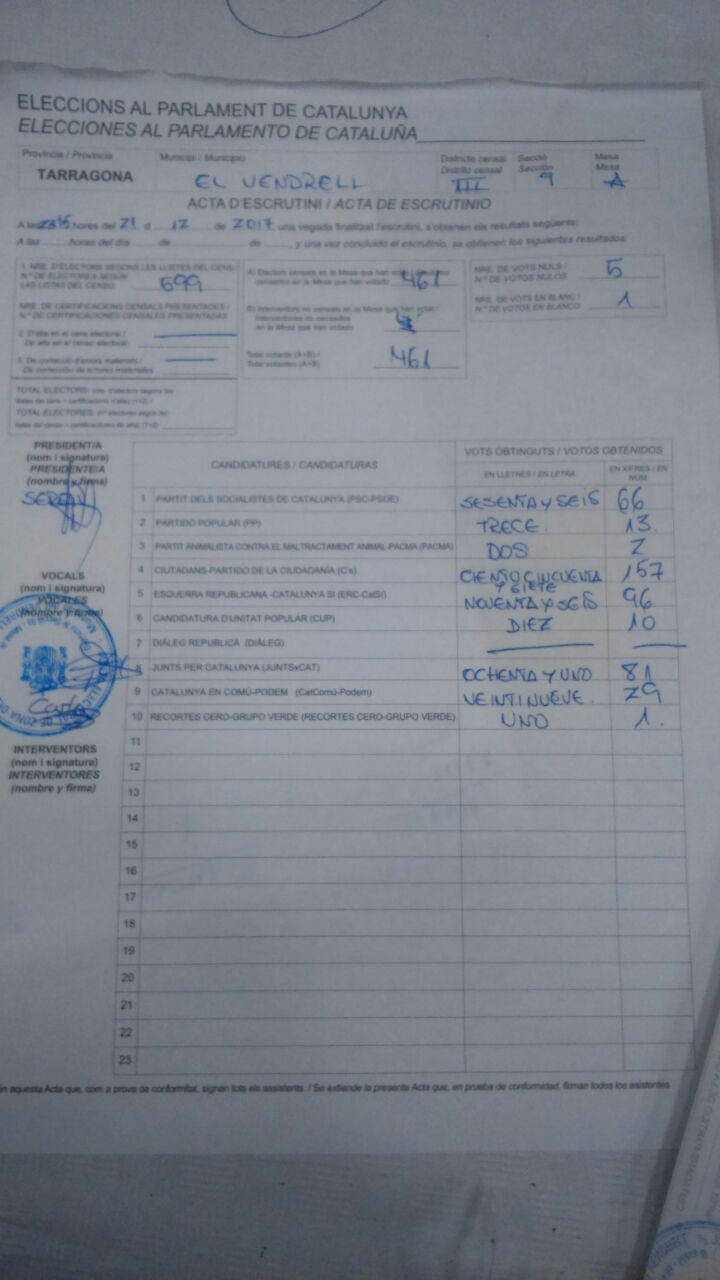 ELECCIONS AL PARLAMENT DE CATALUNYA
ELECCIONES AL PARLAMENTO DE CATALUÑA
Província / Provincia
Municipi / Municipio
Districte censal
Distrito censal
Secció
Sección
Mesa
Mesa
TARRAGONA
EL VENDRELL
III
9
A
ACTA D'ESCRUTINI / ACTA DE ESCRUTINIO
A les hores del 21 d 12 de 2017, una vegada finalitzat l'escrutini, s'obtenen els resultats següents:
A las horas del día de de , y una vez concluido el escrutinio, se obtienen los siguientes resultados:
1. NRE. D'ELECTORS SEGONS LES LLISTES DEL CENS
N.º DE ELECTORES SEGÚN
LAS LISTAS DEL CENSO
699
NRE. DE CERTIFICACIONS CENSALS PRESENTADES /
N.º DE CERTIFICACIONES CENSALES PRESENTADAS
2. D'alta en el cens electoral /
De alta en el censo electoral
3. De correcció d'errors materials /
De corrección de errores materiales
TOTAL ELECTORS
TOTAL ELECTORES
A) Electors censats en la Mesa que han votat
censados en la Mesa que han votado
461
B) Interventors no censats en la Mesa que han votat /
Interventores no censados
en la Mesa que han votado
Total votants (A+B) /
Total votantes (A+B)
461
NRE. DE VOTS NULS /
N.º DE VOTOS NULOS
5
NRE. DE VOTS EN BLANC /
N.º DE VOTOS EN BLANCO
1
PRESIDENT/A
(nom i signatura)
PRESIDENTE/A
(nombre y firma)
VOCALS
(nom i signatura)
VOCALES
(nombre y firma)
INTERVENTORS
(nom i signatura)
INTERVENTORES
(nombre y firma)
CANDIDATURES / CANDIDATURAS
VOTS OBTINGUTS / VOTOS OBTENIDOS
EN LLETRES / EN LETRA
EN XIFRES / EN NÚM
1 PARTIT DELS SOCIALISTES DE CATALUNYA (PSC-PSOE) SESENTA Y SEIS 66
2 PARTIDO POPULAR (PP) TRECE. 13.
3 PARTIT ANIMALISTA CONTRA EL MALTRACTAMENT ANIMAL-PACMA (PACMA) DOS 2
4 CIUTADANS-PARTIDO DE LA CIUDADANÍA (C's) CIENTO CINCUENTA Y SIETE 157
5 ESQUERRA REPUBLICANA -CATALUNYA SÍ (ERC-CatSí) NOVENTA Y SEIS 96
6 CANDIDATURA D'UNITAT POPULAR (CUP) DIEZ 10
7 DIÀLEG REPUBLICÀ (DIÀLEG)
8 JUNTS PER CATALUNYA (JUNTSxCAT) OCHENTA Y UNO 81
9 CATALUNYA EN COMÚ-PODEM (CatComú-Podem) VEINTINUEVE. 29
10 RECORTES CERO-GRUPO VERDE (RECORTES CERO-GRUPO VERDE) UNO 1.
11
12
13
14
15
16
17
18
19
20
21
22
23
aquesta Acta que, com a prova de conformitat, signen tots els assistents. / Se extiende la presente Acta que, en prueba de conformidad, firman todos los asistentes.